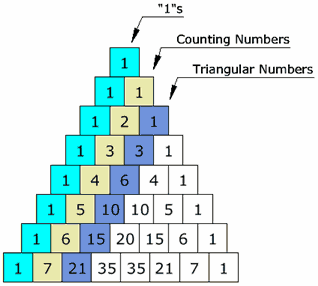 "1"s
Counting Numbers
Triangular Numbers
1
1 1
1 2 1
1 3 3 1
1 4 6 4 1
1 5 10 10 5 1
1 6 15 20 15 6 1
1 7 21 35 35 21 7 1